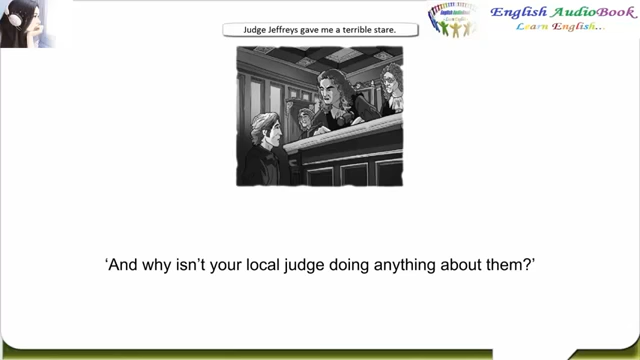 Judge Jeffreys gave me a terrible stare.
English AudioBook
Learn English...
'And why isn't your local judge doing anything about them?'